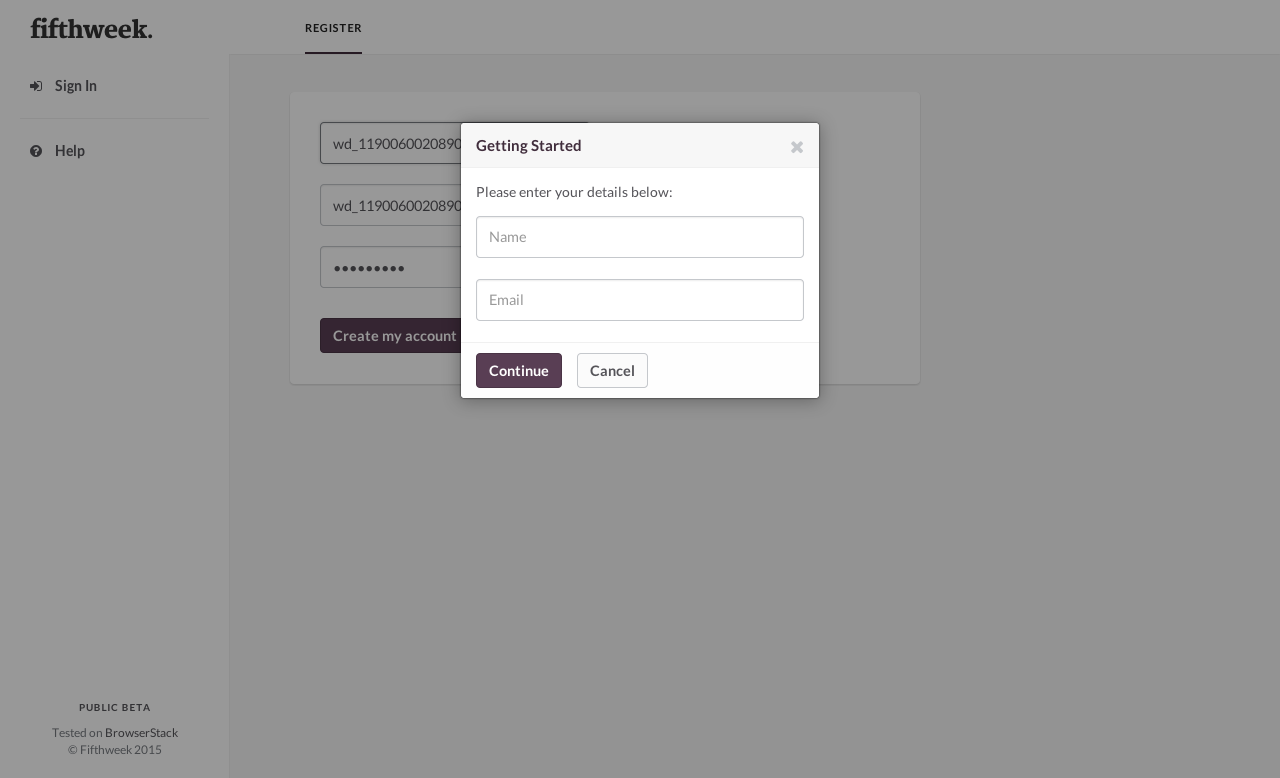 fifthweek.
REGISTER
Sign In
Help
wd_1190060020890
wd_1190060020890
•••••••••
Create my account
Getting Started
Please enter your details below:
Name
Email
Continue
Cancel
PUBLIC BETA
Tested on BrowserStack
© Fifthweek 2015